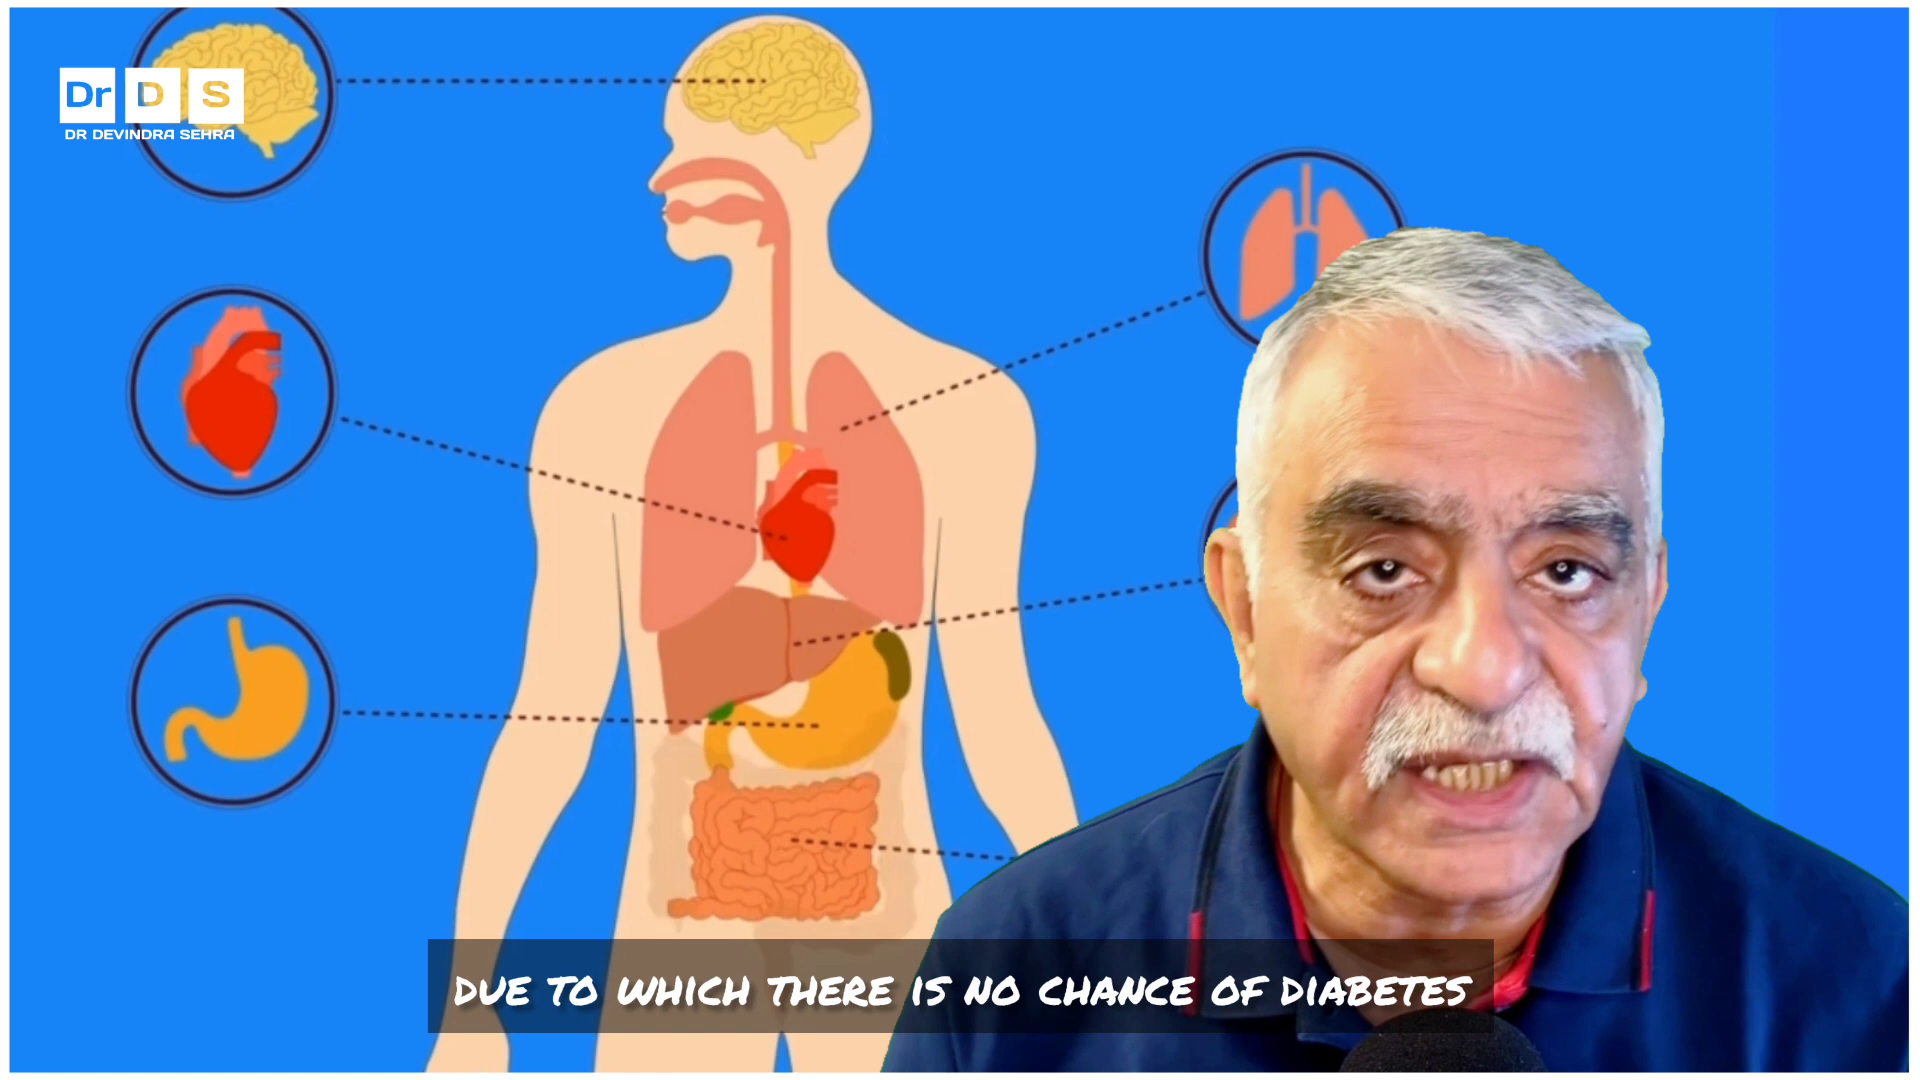 Dr D S
DR DEVINDRA SEHRA
DUE TO WHICH THERE IS NO CHANCE OF DIABETES